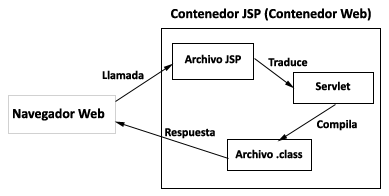 Contenedor JSP (Contenedor Web)
Archivo JSP
Traduce
Llamada
Servlet
Navegador Web
Compila
Respuesta
Archivo .class